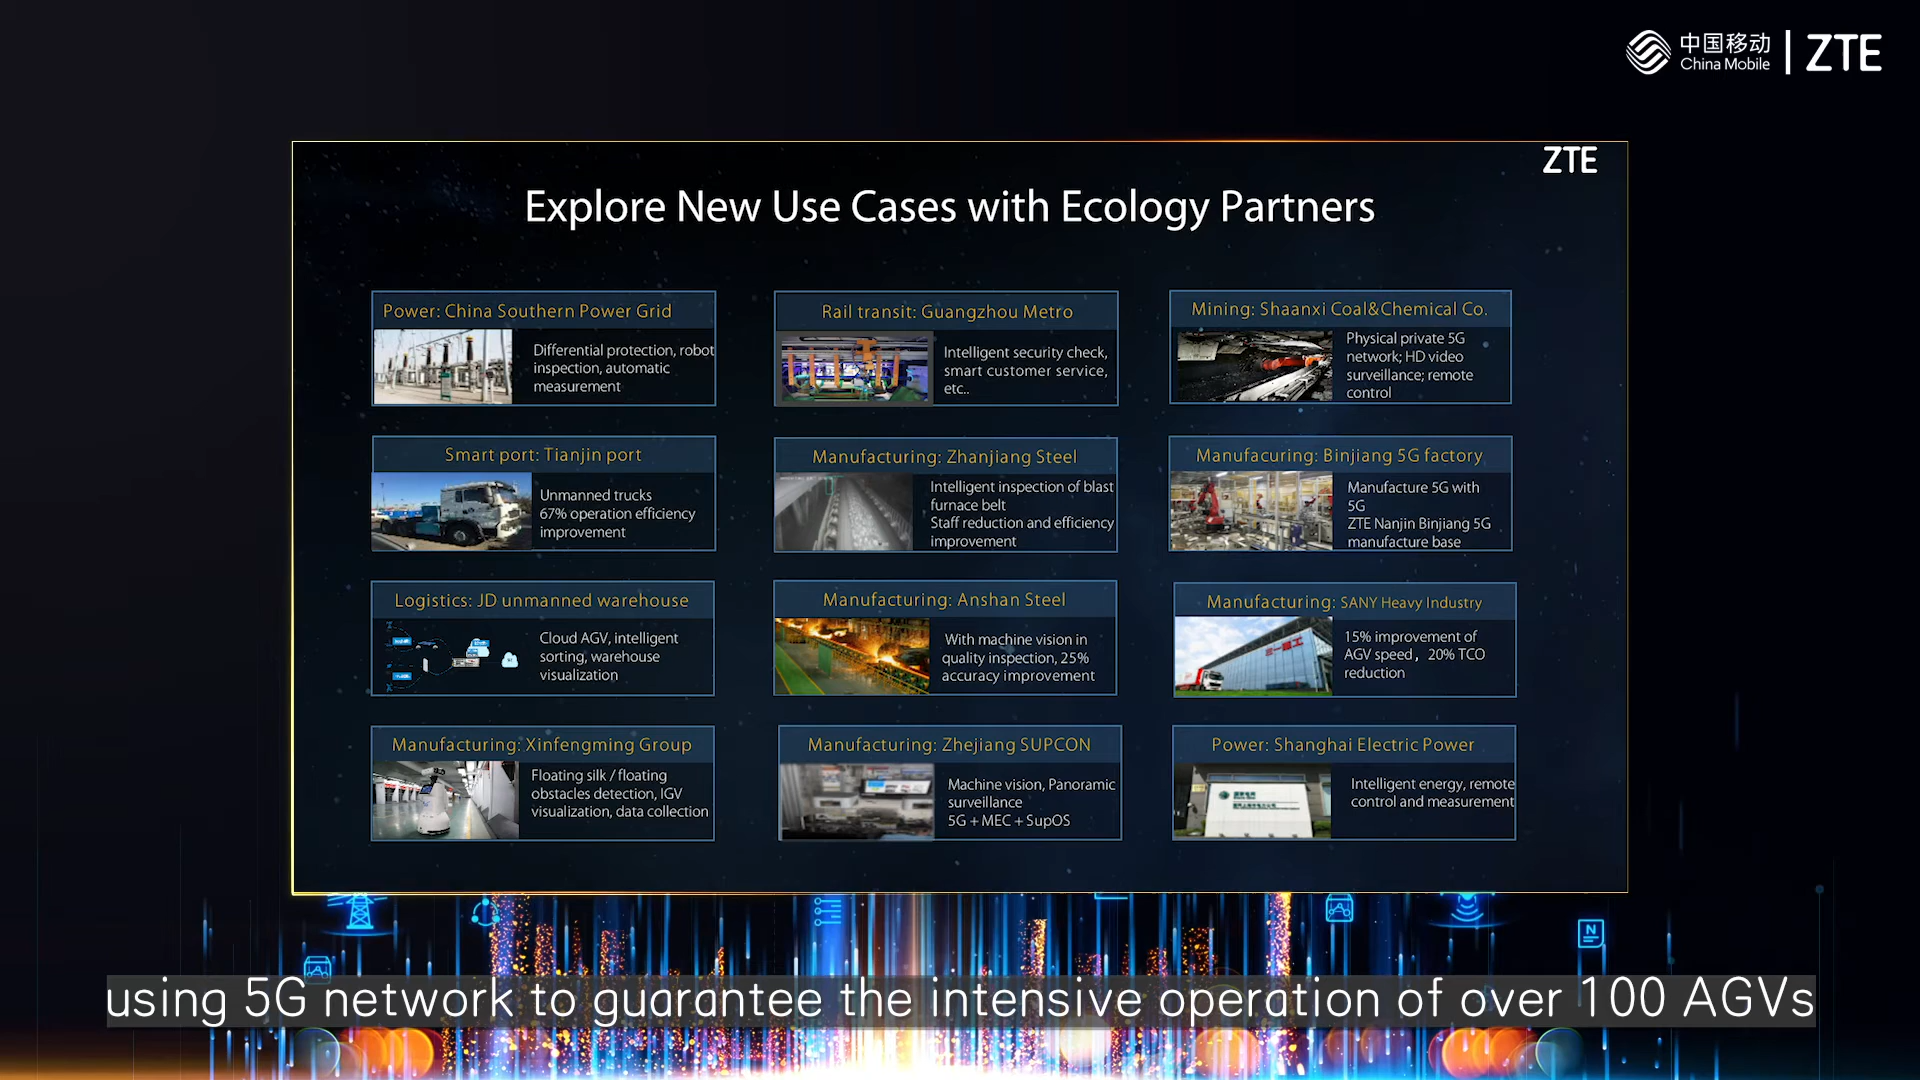 中国移动
China Mobile
ZTE
ZTE
Explore New Use Cases with Ecology Partners
Power: China Southern Power Grid
Differential protection, robot
inspection, automatic
measurement
Rail transit: Guangzhou Metro
Intelligent security check,
smart customer service,
etc..
Mining: Shaanxi Coal&Chemical Co.
Physical private 5G
network; HD video
surveillance; remote
control
Smart port: Tianjin port
Unmanned trucks
67% operation efficiency
improvement
Manufacturing: Zhanjiang Steel
Intelligent inspection of blast
furnace belt
Staff reduction and efficiency
improvement
Manufacuring: Binjiang 5G factory
Manufacture 5G with
5G
ZTE Nanjin Binjiang 5G
manufacture base
Logistics: JD unmanned warehouse
Cloud AGV, intelligent
sorting, warehouse
visualization
Manufacturing: Anshan Steel
With machine vision in
quality inspection, 25%
accuracy improvement
Manufacturing: SANY Heavy Industry
三一重工
15% improvement of
AGV speed，20% TCO
reduction
Manufacturing: Xinfengming Group
Floating silk / floating
obstacles detection, IGV
visualization, data collection
Manufacturing: Zhejiang SUPCON
Machine vision, Panoramic
surveillance
5G + MEC + SupOS
Power: Shanghai Electric Power
Intelligent energy, remote
control and measurement
N
using 5G network to guarantee the intensive operation of over 100 AGVs